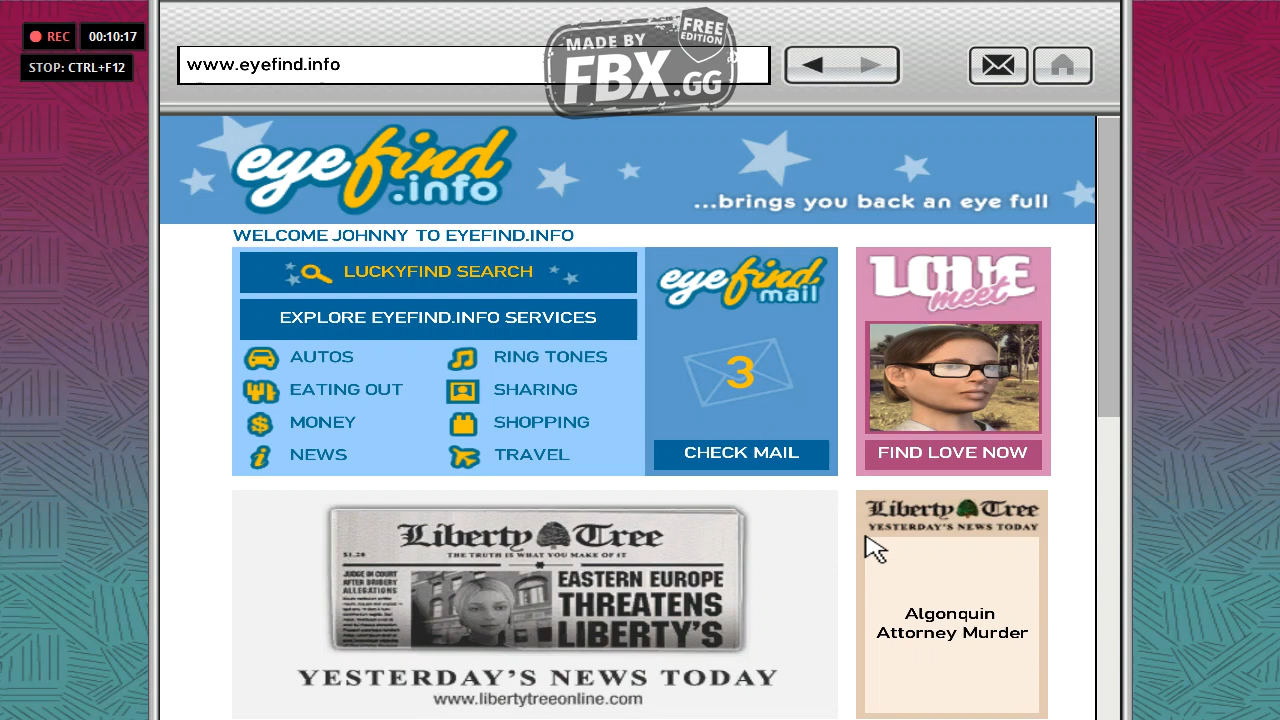 REC
00:10:17
STOP: CTRL+F12
MADE BY
FBX.GG
FREE
EDITION
www.eyefind.info
eyefind
.info
...brings you back an eye full
WELCOME JOHNNY TO EYEFIND.INFO
LUCKYFIND SEARCH
EXPLORE EYEFIND.INFO SERVICES
AUTOS
RING TONES
EATING OUT
SHARING
MONEY
SHOPPING
NEWS
TRAVEL
eyefind
mail
3
CHECK MAIL
LOVE
meet
FIND LOVE NOW
Liberty Tree
THE TRUTH IS WHAT YOU MAKE OF IT
$1.20
JUDGE IN COURT
AFTER BRIBERY
ALLEGATIONS
EASTERN EUROPE
THREATENS
LIBERTY'S
YESTERDAY'S NEWS TODAY
www.libertytreeonline.com
Liberty Tree
YESTERDAY'S NEWS TODAY
Algonquin
Attorney Murder